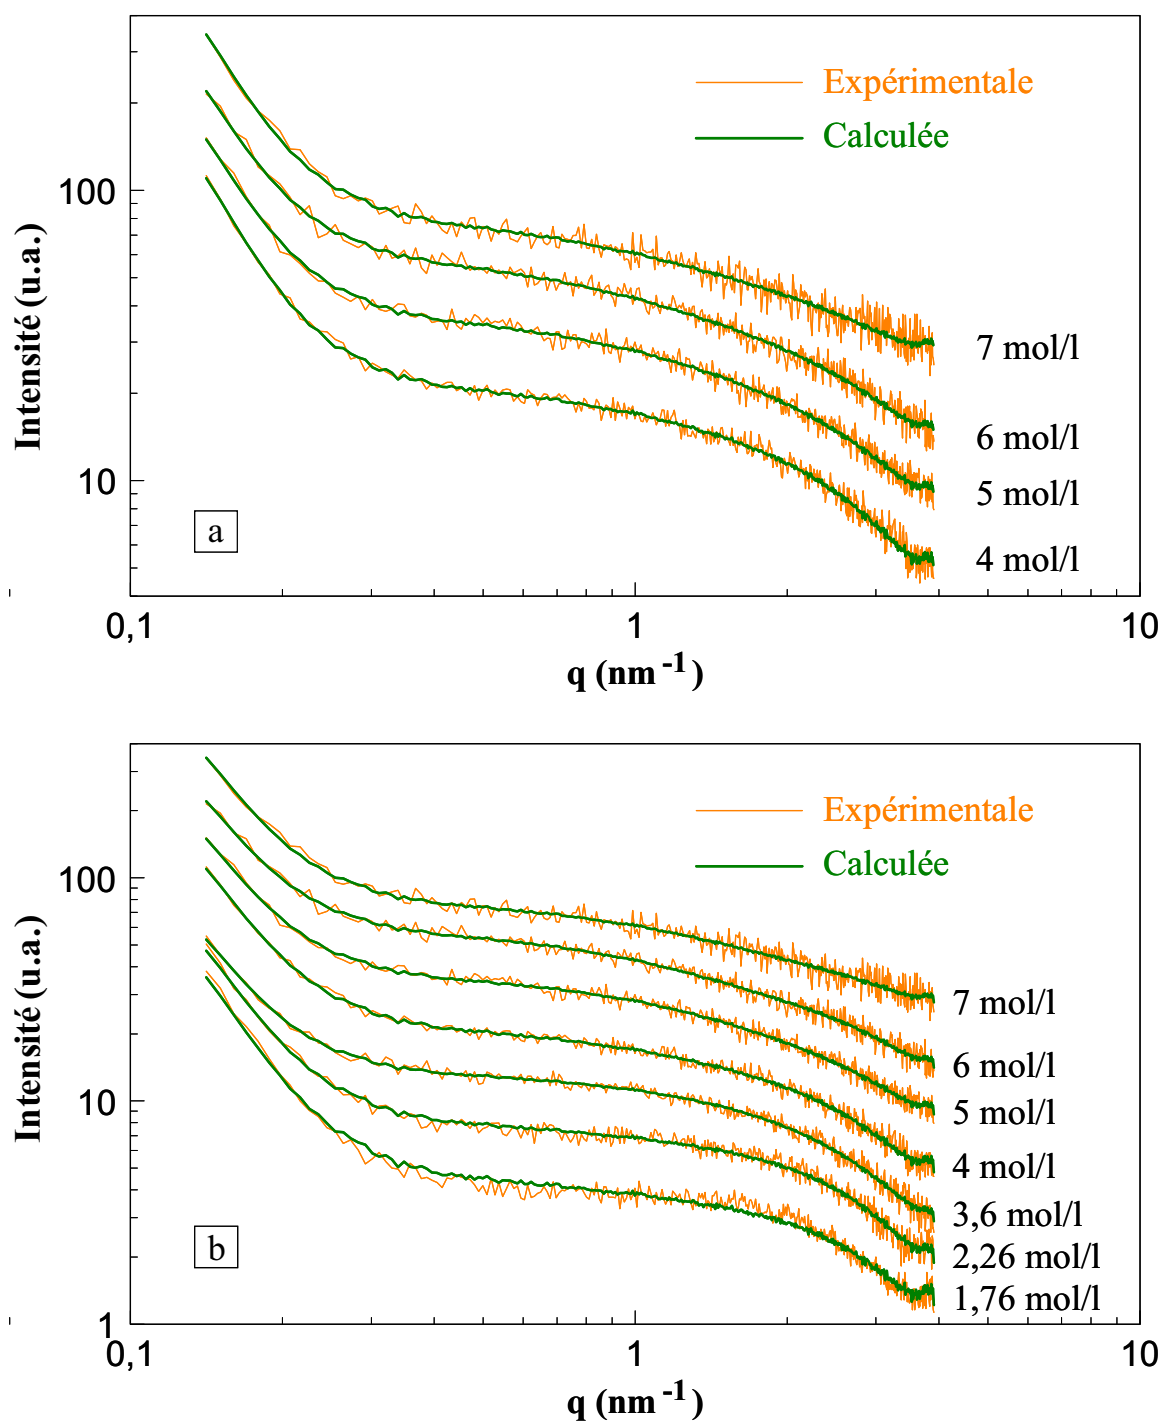 Expérimentale
Calculée
100
10
Intensité (u.a.)
7 mol/l
6 mol/l
5 mol/l
4 mol/l
a
0,1
1
10
q (nm⁻¹)
Expérimentale
Calculée
100
10
1
Intensité (u.a.)
7 mol/l
6 mol/l
5 mol/l
4 mol/l
3,6 mol/l
2,26 mol/l
1,76 mol/l
b
0,1
1
10
q (nm⁻¹)